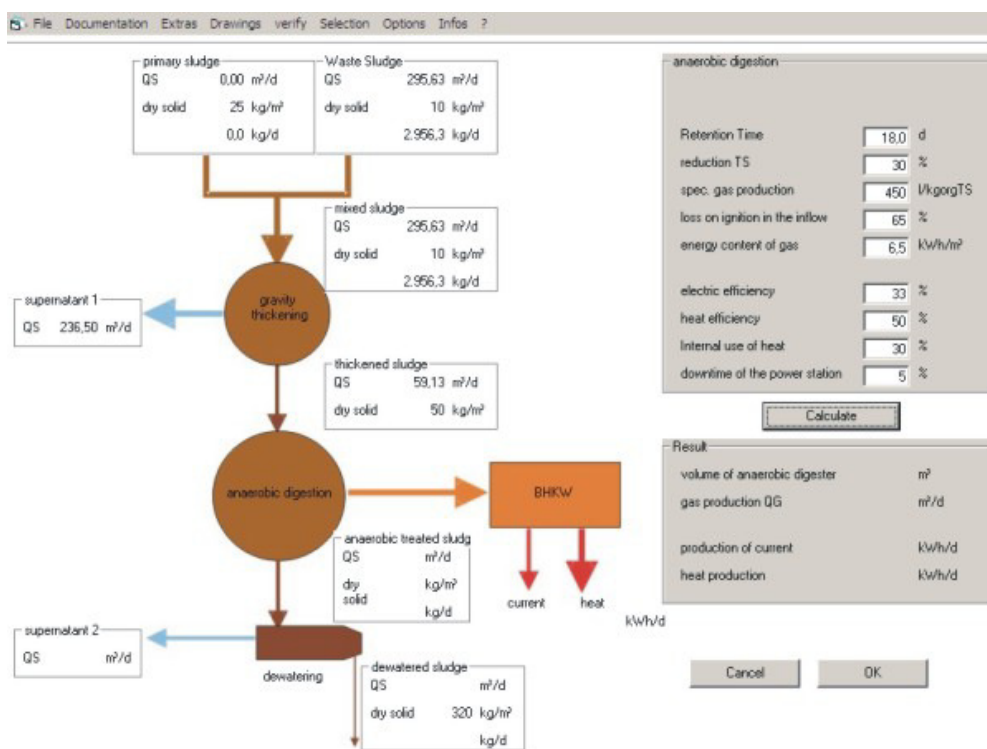 File Documentation Extras Drawings verify Selection Options Infos ?
primary sludge
QS 0,00 m³/d
dry solid 25 kg/m³
0,0 kg/d
Waste Sludge
QS 295,63 m³/d
dry solid 10 kg/m³
2.956,3 kg/d
mixed sludge
QS 295,63 m³/d
dry solid 10 kg/m³
2.956,3 kg/d
gravity
thickening
supernatant 1
QS 236,50 m³/d
thickened sludge
QS 59,13 m³/d
dry solid 50 kg/m³
anaerobic digestion
BHKW
current heat
kWh/d
anaerobic treated sludg
QS m³/d
dry kg/m³
solid
kg/d
supernatant 2
QS m³/d
dewatering
dewatered sludge
QS m³/d
dry solid 320 kg/m³
kg/d
anaerobic digestion
Retention Time 18,0 d
reduction TS 30 %
spec. gas production 450 l/kgorgTS
loss on ignition in the inflow 65 %
energy content of gas 6,5 kWh/m³
electric efficiency 33 %
heat efficiency 50 %
Internal use of heat 30 %
downtime of the power station 5 %
Calculate
Result
volume of anaerobic digester m³
gas production QG m³/d
production of current kWh/d
heat production kWh/d
Cancel OK